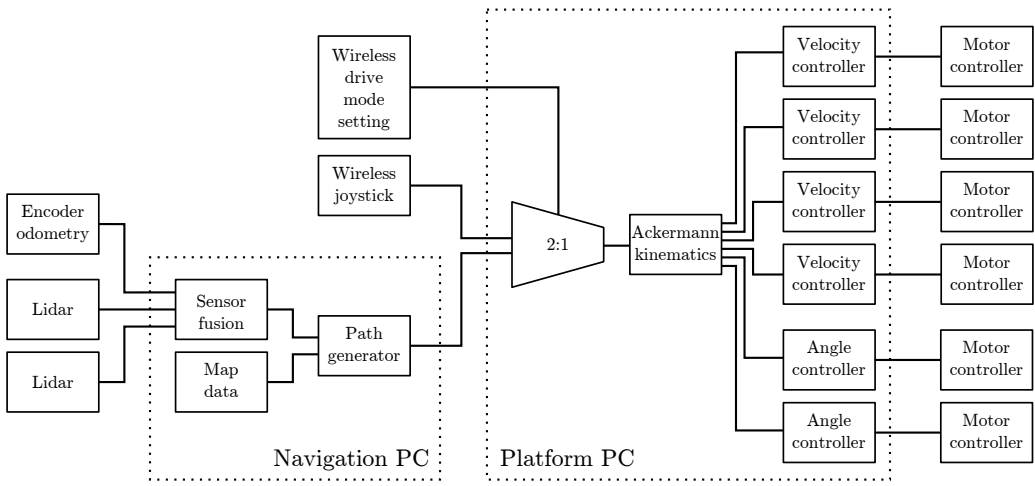 Wireless
drive
mode
setting
Wireless
joystick
Encoder
odometry
Lidar
Lidar
Sensor
fusion
Map
data
Path
generator
Navigation PC
2:1
Ackermann
kinematics
Velocity
controller
Velocity
controller
Velocity
controller
Velocity
controller
Angle
controller
Angle
controller
Platform PC
Motor
controller
Motor
controller
Motor
controller
Motor
controller
Motor
controller
Motor
controller